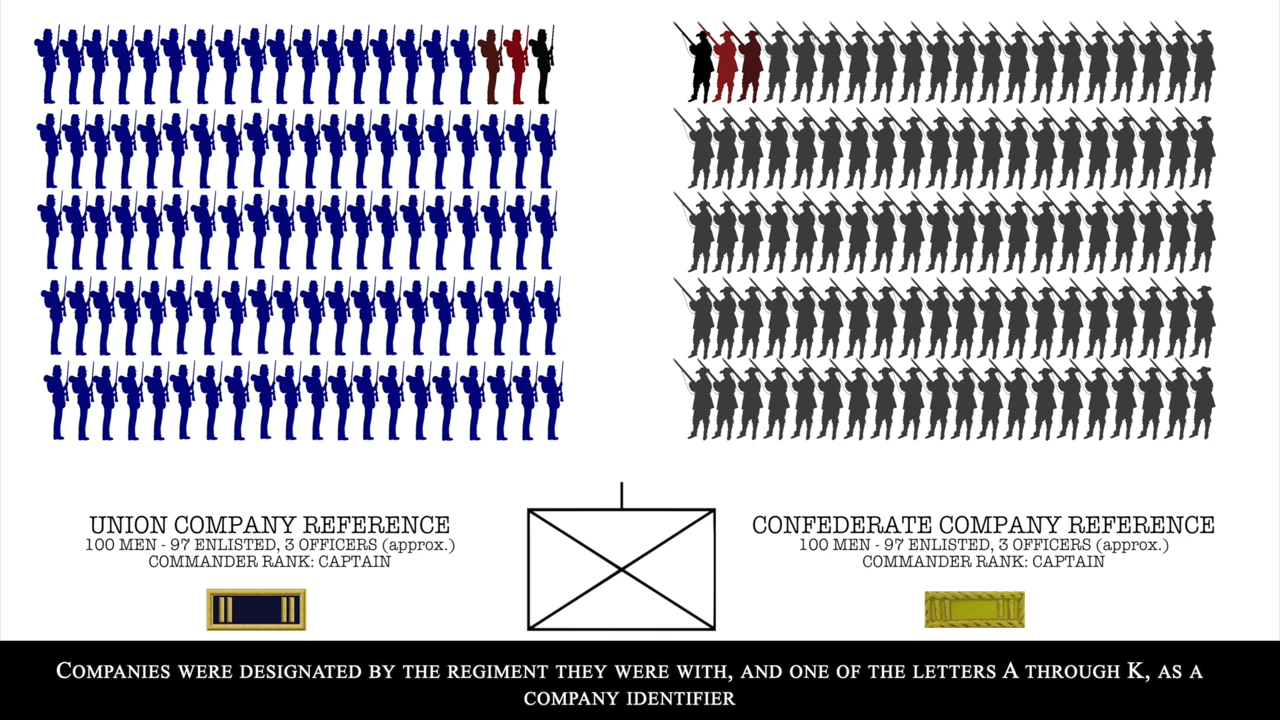 UNION COMPANY REFERENCE
100 MEN - 97 ENLISTED, 3 OFFICERS (approx.)
COMMANDER RANK: CAPTAIN
CONFEDERATE COMPANY REFERENCE
100 MEN - 97 ENLISTED, 3 OFFICERS (approx.)
COMMANDER RANK: CAPTAIN
Companies were designated by the regiment they were with, and one of the letters A through K, as a
company identifier